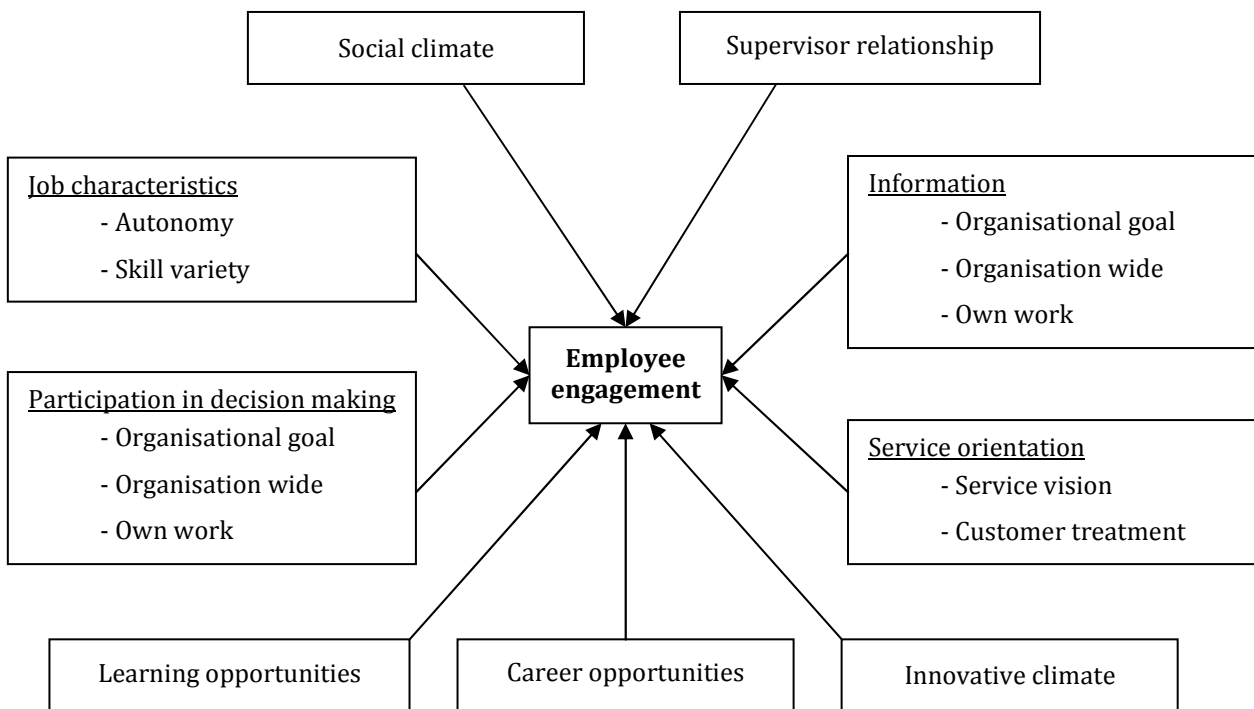 Social climate
Supervisor relationship
Job characteristics
- Autonomy
- Skill variety
Information
- Organisational goal
- Organisation wide
- Own work
Employee
engagement
Participation in decision making
- Organisational goal
- Organisation wide
- Own work
Service orientation
- Service vision
- Customer treatment
Learning opportunities
Career opportunities
Innovative climate